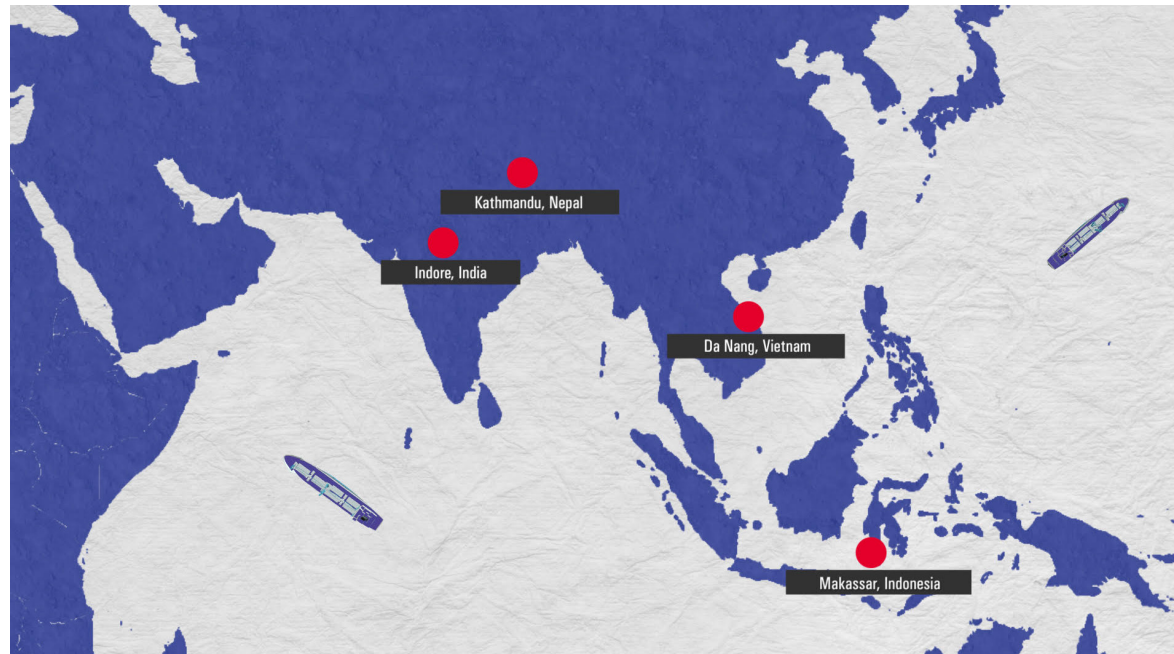 Kathmandu, Nepal
Indore, India
Da Nang, Vietnam
Makassar, Indonesia